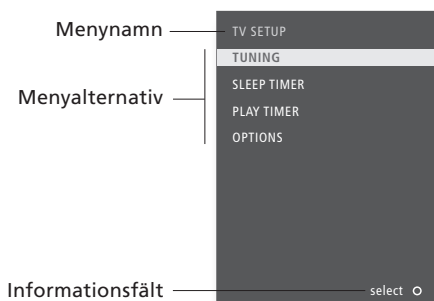 Menynamn
TV SETUP
TUNING
Menyalternativ
SLEEP TIMER
PLAY TIMER
OPTIONS
Informationsfält
select